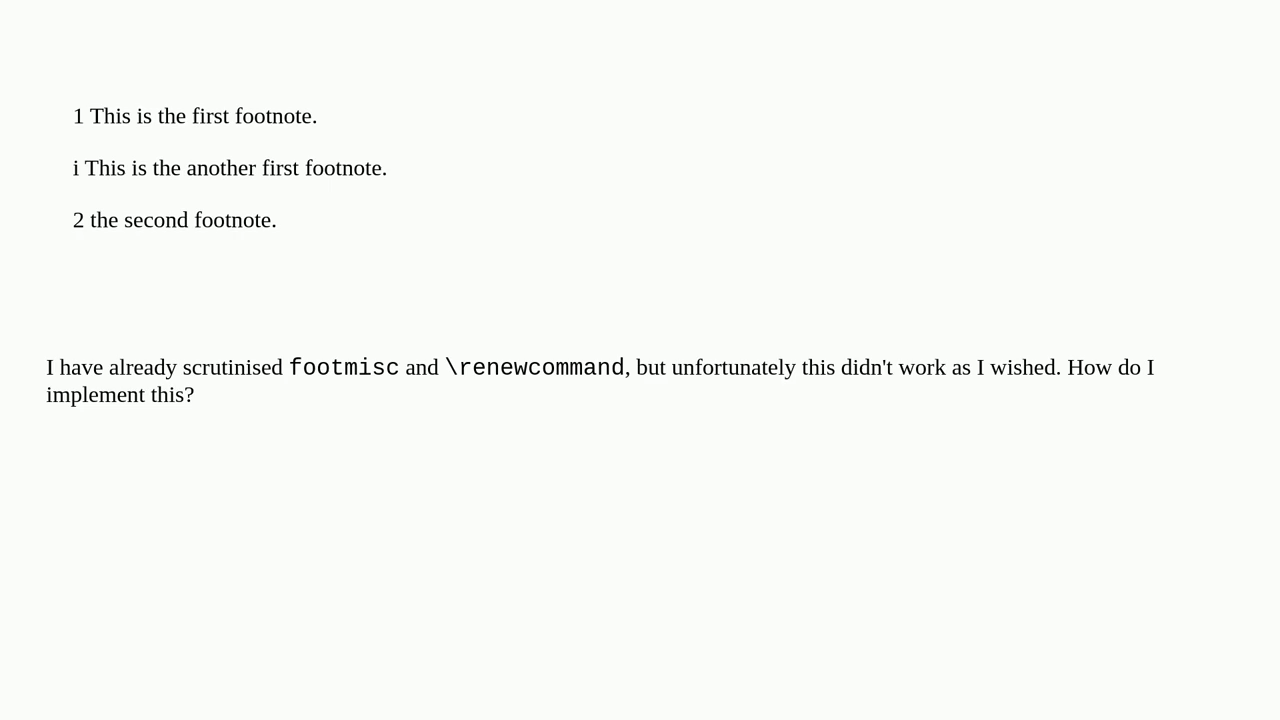 1 This is the first footnote.
i This is the another first footnote.
2 the second footnote.
I have already scrutinised footmisc and \renewcommand, but unfortunately this didn't work as I wished. How do I
implement this?